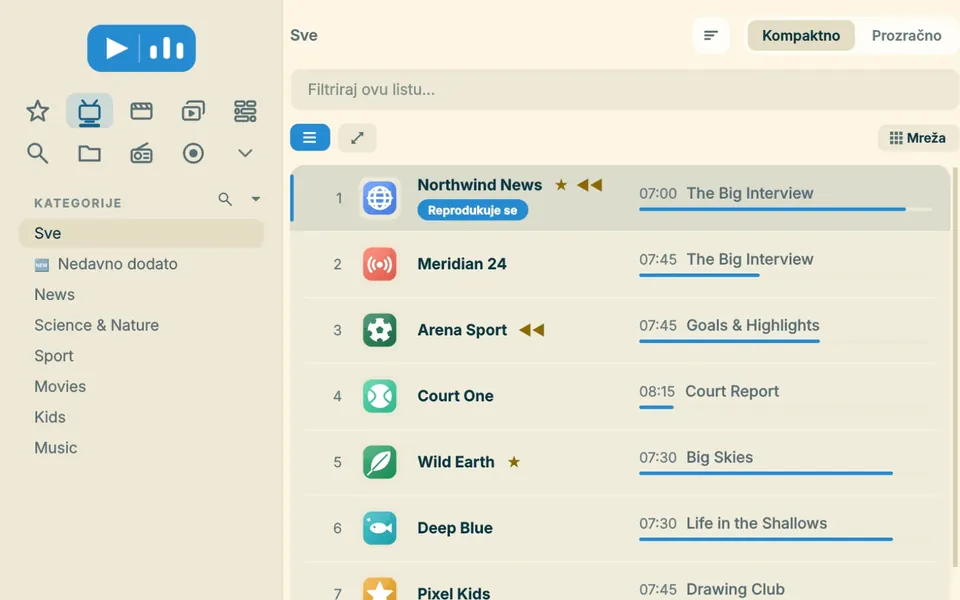 Sve
Kompaktno
Prozračno
Filtriraj ovu listu...
Mreža
KATEGORIJE
Sve
NEW Nedavno dodato
News
Science & Nature
Sport
Movies
Kids
Music
1 Northwind News 07:00 The Big Interview
Reprodukuje se
2 Meridian 24 07:45 The Big Interview
3 Arena Sport 07:45 Goals & Highlights
4 Court One 08:15 Court Report
5 Wild Earth 07:30 Big Skies
6 Deep Blue 07:30 Life in the Shallows
7 Pixel Kids 07:45 Drawing Club